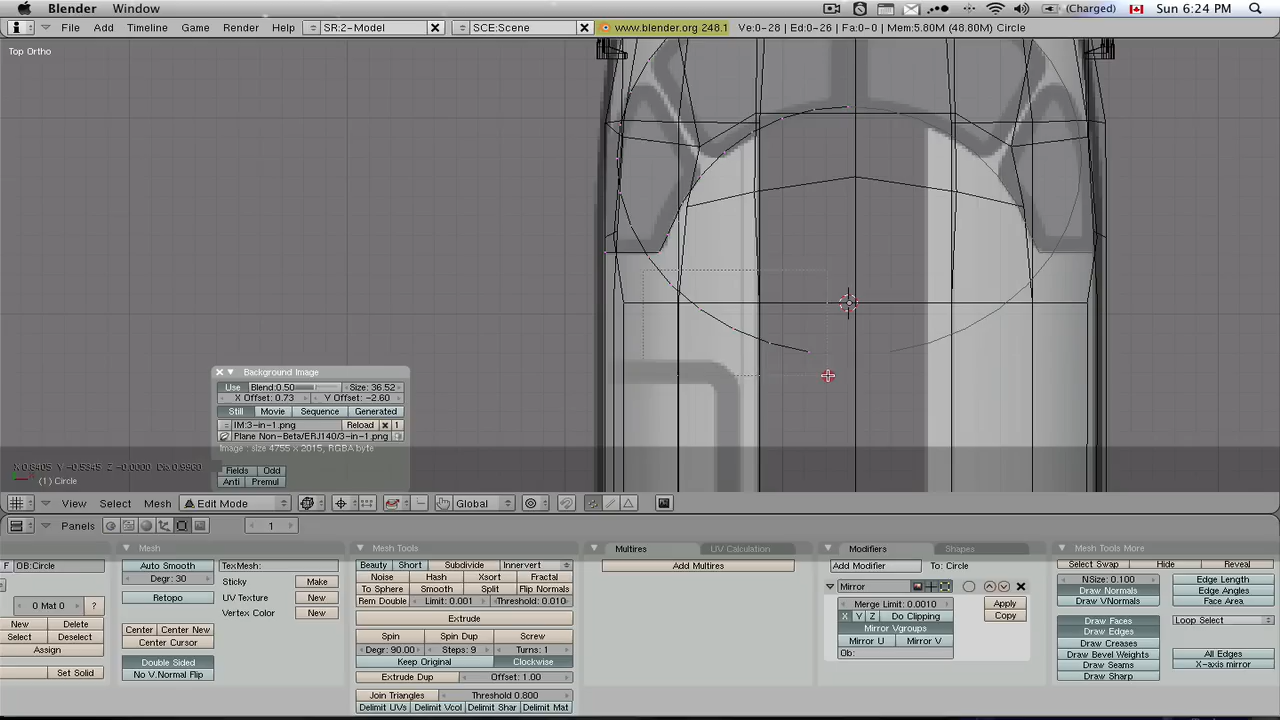 Blender Window (Charged) Sun 6:24 PM
File Add Timeline Game Render Help SR:2-Model SCE:Scene www.blender.org 248.1 Ve:0-28 | Ed:0-26 | Fa:0-0 | Mem:5.80M (48.80M) Circle
Top Ortho
Background Image
Use Blend:0.50 Size: 36.52
X Offset: 0.73 Y Offset: -2.60
Still Movie Sequence Generated
IM:3-in-1.png Reload 1
Plane Non-Beta/ERJ140/3-in-1.png
Image : size 4755 x 2015, RGBA byte
Fields Odd
Anti Premul
(1) Circle
View Select Mesh Edit Mode Global
Panels 1
Mesh Mesh Tools Multires UV Calculation Modifiers Shapes Mesh Tools More
F OB:Circle Auto Smooth TexMesh: Beauty Short Subdivide Innervert Add Multires Add Modifier To: Circle Select Swap Hide Reveal
Degr: 30 Sticky Make Noise Hash Xsort Fractal Mirror NSize: 0.100 Edge Length
Retopo UV Texture New To Sphere Smooth Split Flip Normals Draw Normals Edge Angles
0 Mat 0 ? Vertex Color New Rem Double Limit: 0.001 Threshold: 0.010 Merge Limit: 0.0010 Apply Draw VNormals Face Area
New Delete Center Center New Extrude X Y Z Do Clipping Copy Draw Faces Loop Select
Select Deselect Center Cursor Spin Spin Dup Screw Mirror Vgroups Draw Edges
Assign Degr: 90.00 Steps: 9 Turns: 1 Mirror U Mirror V Draw Creases
Double Sided Keep Original Clockwise Ob: Draw Bevel Weights All Edges
Set Solid No V.Normal Flip Extrude Dup Offset: 1.00 Draw Seams X-axis mirror
Join Triangles Threshold 0.800 Draw Sharp
Delimit UVs Delimit Vcol Delimit Shar Delimit Mat